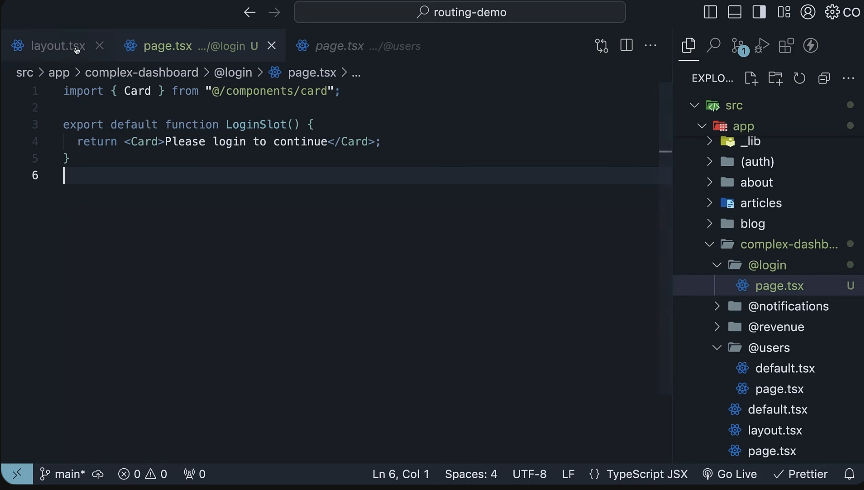 routing-demo
CO
layout.tsx
page.tsx .../@login U
page.tsx .../@users
1
EXPLO...
src > app > complex-dashboard > @login > page.tsx > ...
1 import { Card } from "@/components/card";
2
3 export default function LoginSlot() {
4 return <Card>Please login to continue</Card>;
5 }
6
src
app
_lib
(auth)
about
articles
blog
complex-dashb...
@login
page.tsx U
@notifications
@revenue
@users
default.tsx
page.tsx
default.tsx
layout.tsx
page.tsx
main* 0 0 0 Ln 6, Col 1 Spaces: 4 UTF-8 LF {} TypeScript JSX Go Live Prettier